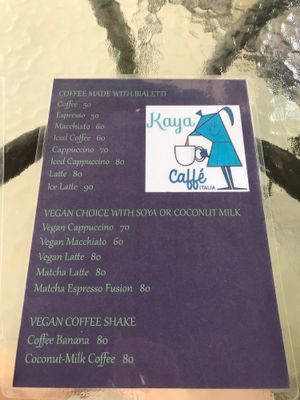 COFFEE MADE WITH BIALETTI
Coffee 50
Espresso 50
Macchiato 60
Iced Coffee 60
Cappuccino 70
Iced Cappuccino 80
Latte 80
Ice Latte 90
Kaya
Caffé
ITALIA
VEGAN CHOICE WITH SOYA OR COCONUT MILK
Vegan Cappuccino 70
Vegan Macchiato 60
Vegan Latte 80
Matcha Latte 80
Matcha Espresso Fusion 80
VEGAN COFFEE SHAKE
Coffee Banana 80
Coconut-Milk Coffee 80